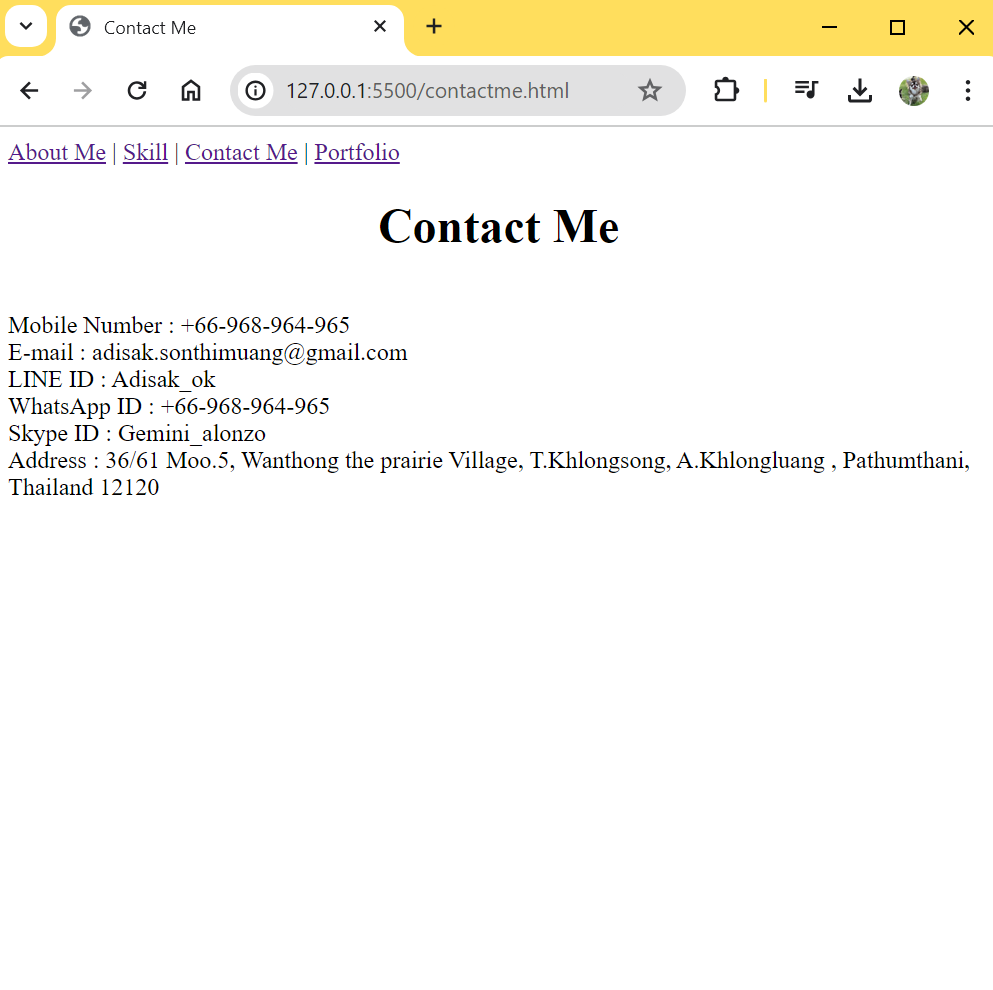 Contact Me
127.0.0.1:5500/contactme.html
About Me | Skill | Contact Me | Portfolio
Contact Me
Mobile Number : +66-968-964-965
E-mail : adisak.sonthimuang@gmail.com
LINE ID : Adisak_ok
WhatsApp ID : +66-968-964-965
Skype ID : Gemini_alonzo
Address : 36/61 Moo.5, Wanthong the prairie Village, T.Khlongsong, A.Khlongluang , Pathumthani,
Thailand 12120